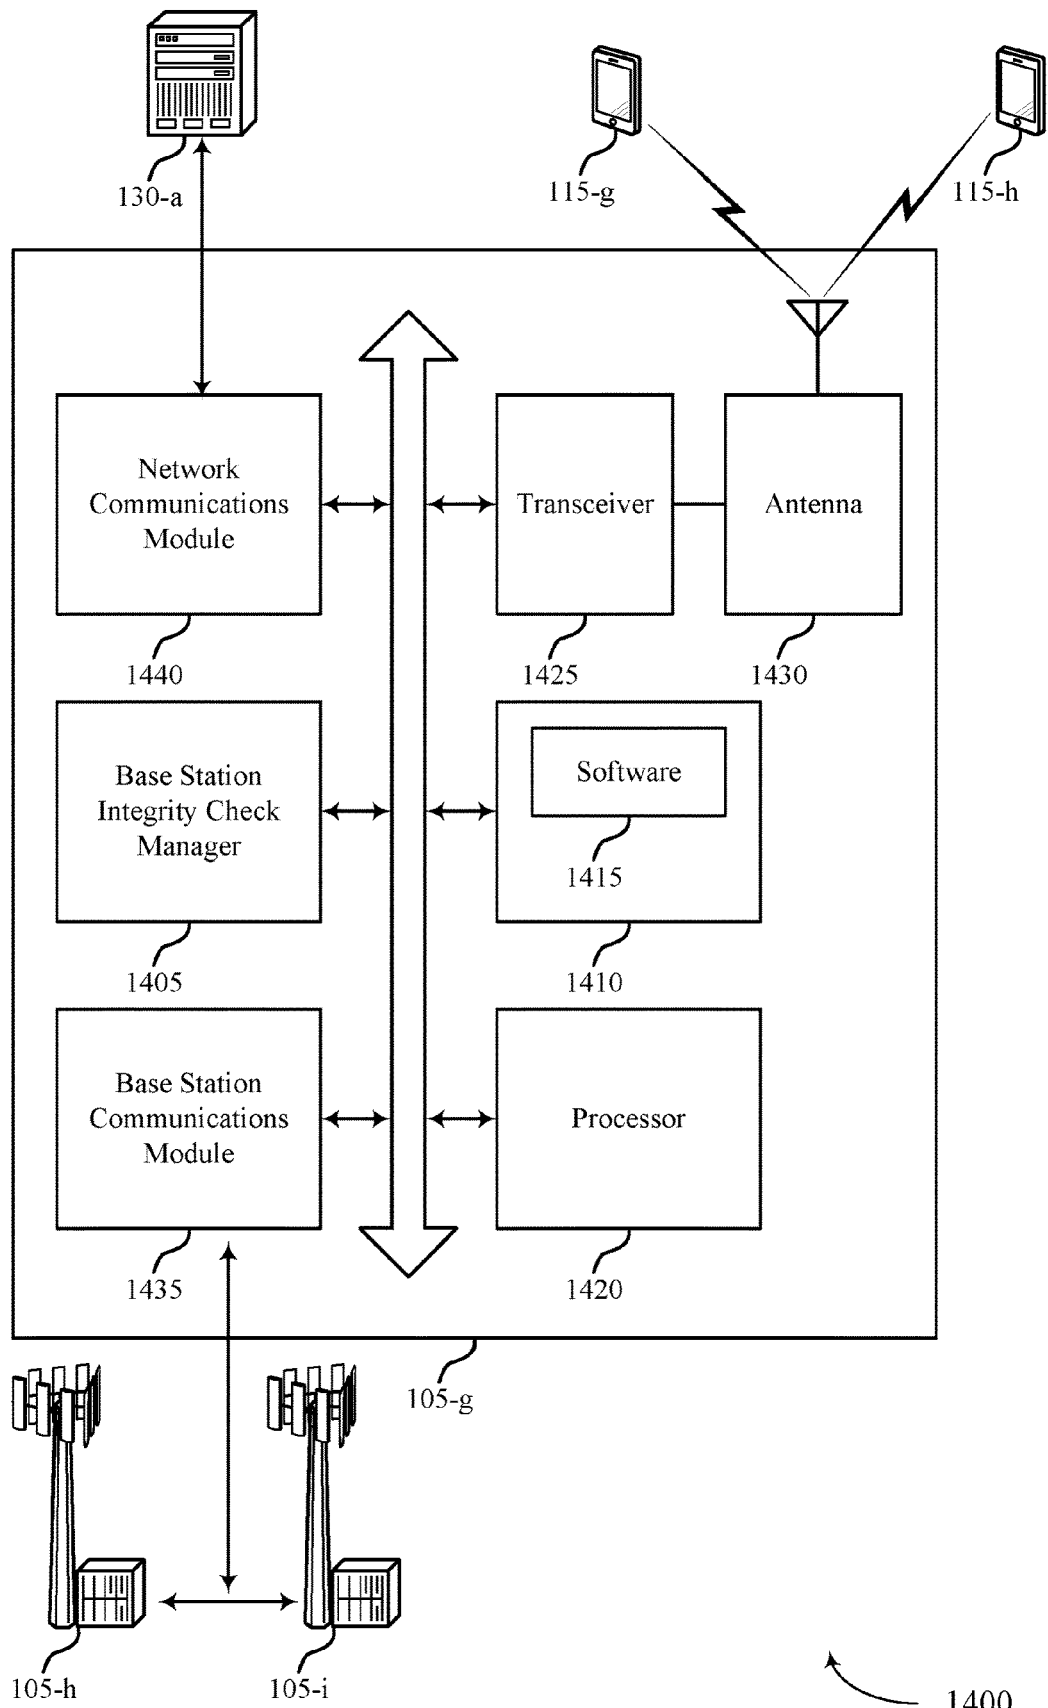 130-a
115-g
115-h
Network
Communications
Module
Transceiver
Antenna
1440
1425
1430
Base Station
Integrity Check
Manager
Software
1415
1405
1410
Base Station
Communications
Module
Processor
1435
1420
105-g
105-h
105-i
1400